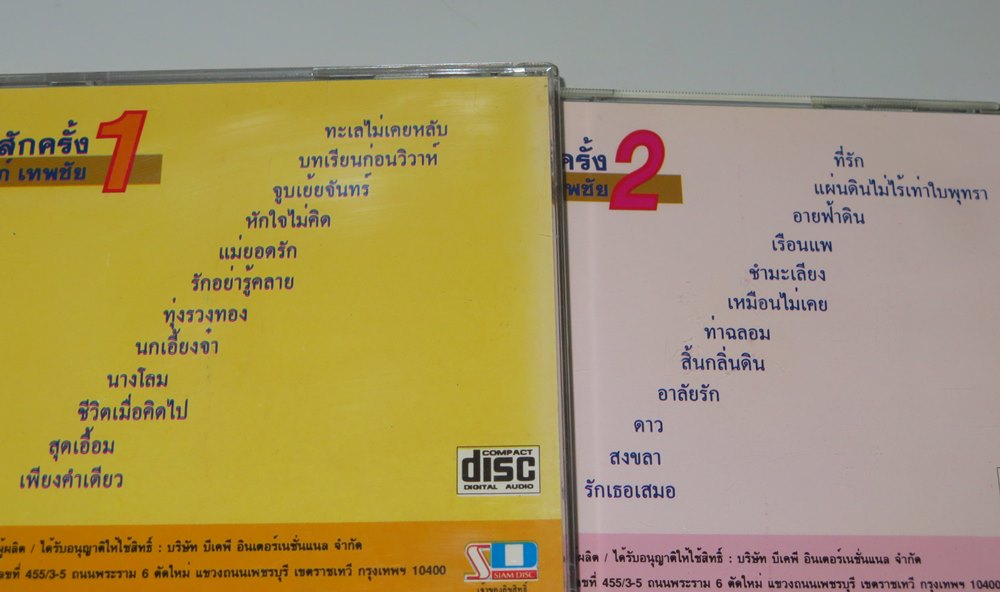 สักครั้ง 1
ก์ เทพชัย
ทะเลไม่เคยหลับ
บทเรียนก่อนวิวาห์
จูบเย้ยจันทร์
หักใจไม่คิด
แม่ยอดรัก
รักอย่ารู้คลาย
ทุ่งรวงทอง
นกเอี้ยงจ๋า
นางโลม
ชีวิตเมื่อคิดไป
สุดเอื้อม
เพียงคำเดียว
COMPACT
disc
DIGITAL AUDIO
ผู้ผลิต / ได้รับอนุญาติให้ใช้สิทธิ์ : บริษัท บีเคพี อินเตอร์เนชั่นแนล จำกัด
ลขที่ 455/3-5 ถนนพระราม 6 ตัดใหม่ แขวงถนนเพชรบุรี เขตราชเทวี กรุงเทพฯ 10400
SD
SIAM DISC
ครั้ง 2
ทพชัย
ที่รัก
แผ่นดินไม่ไร้เท่าใบพุทรา
อายฟ้าดิน
เรือนแพ
ชำมะเลียง
เหมือนไม่เคย
ท่าฉลอม
สิ้นกลิ่นดิน
อาลัยรัก
ดาว
สงขลา
รักเธอเสมอ
ผลิต / ได้รับอนุญาติให้ใช้สิทธิ์ : บริษัท บีเคพี อินเตอร์เนชั่นแนล จำกัด
ที่ 455/3-5 ถนนพระราม 6 ตัดใหม่ แขวงถนนเพชรบุรี เขตราชเทวี กรุงเทพฯ 10400